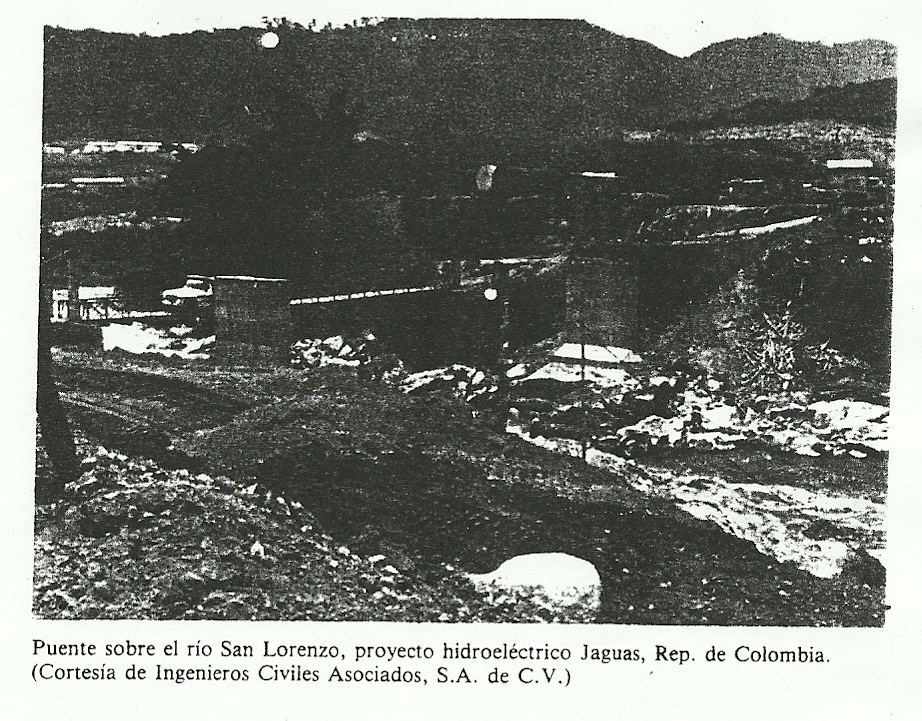 Puente sobre el río San Lorenzo, proyecto hidroeléctrico Jaguas, Rep. de Colombia.
(Cortesía de Ingenieros Civiles Asociados, S.A. de C.V.)